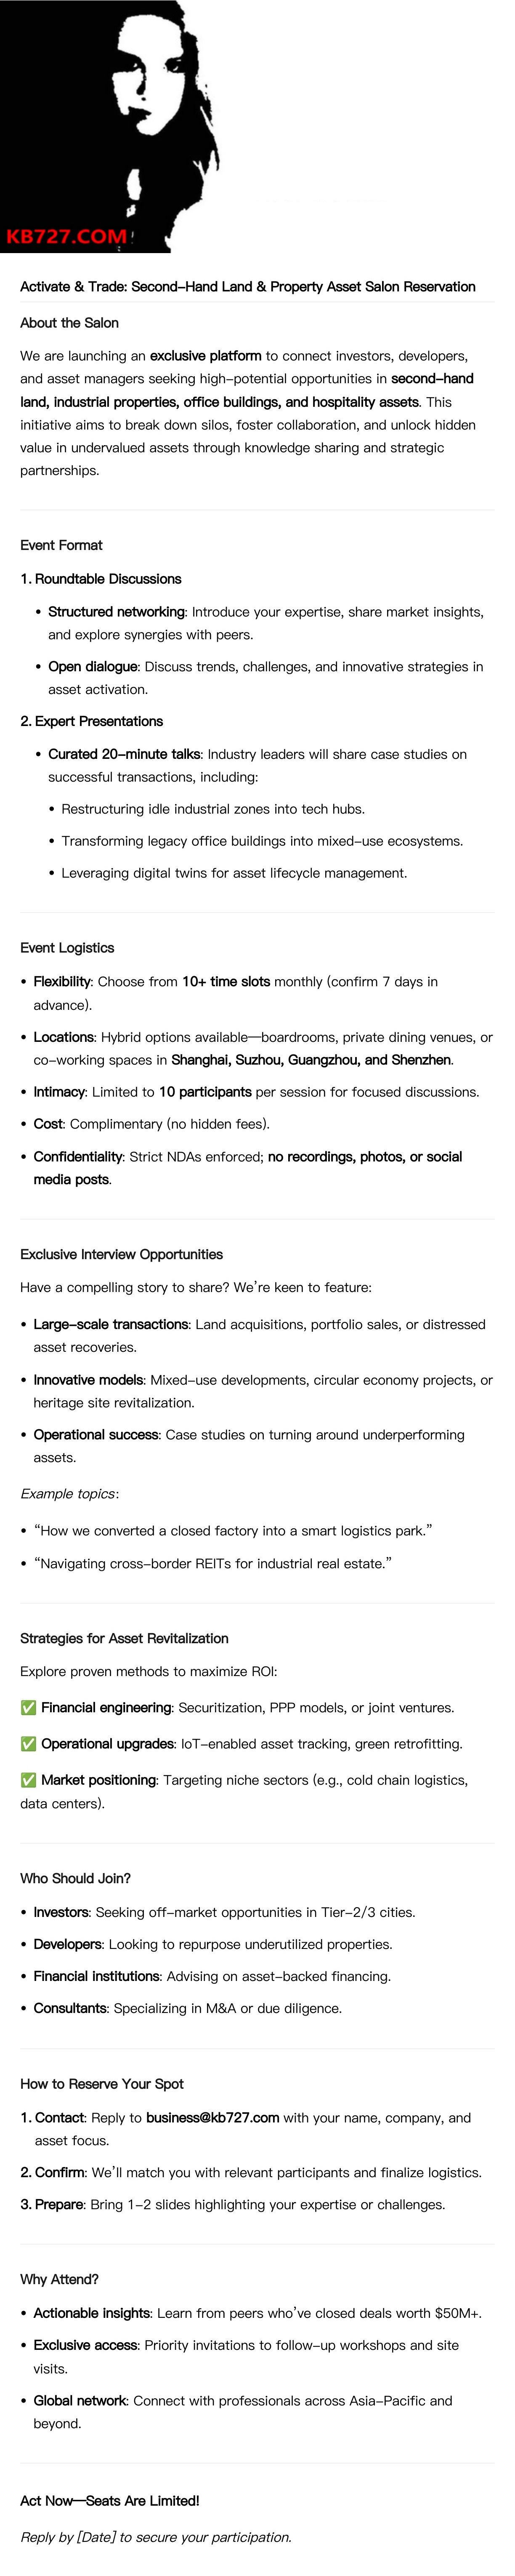 KB727.COM
Activate & Trade: Second-Hand Land & Property Asset Salon Reservation
About the Salon
We are launching an exclusive platform to connect investors, developers,
and asset managers seeking high-potential opportunities in second-hand
land, industrial properties, office buildings, and hospitality assets. This
initiative aims to break down silos, foster collaboration, and unlock hidden
value in undervalued assets through knowledge sharing and strategic
partnerships.
Event Format
1. Roundtable Discussions
• Structured networking: Introduce your expertise, share market insights,
and explore synergies with peers.
• Open dialogue: Discuss trends, challenges, and innovative strategies in
asset activation.
2. Expert Presentations
• Curated 20-minute talks: Industry leaders will share case studies on
successful transactions, including:
• Restructuring idle industrial zones into tech hubs.
• Transforming legacy office buildings into mixed-use ecosystems.
• Leveraging digital twins for asset lifecycle management.
Event Logistics
• Flexibility: Choose from 10+ time slots monthly (confirm 7 days in
advance).
• Locations: Hybrid options available—boardrooms, private dining venues, or
co-working spaces in Shanghai, Suzhou, Guangzhou, and Shenzhen.
• Intimacy: Limited to 10 participants per session for focused discussions.
• Cost: Complimentary (no hidden fees).
• Confidentiality: Strict NDAs enforced; no recordings, photos, or social
media posts.
Exclusive Interview Opportunities
Have a compelling story to share? We're keen to feature:
• Large-scale transactions: Land acquisitions, portfolio sales, or distressed
asset recoveries.
• Innovative models: Mixed-use developments, circular economy projects, or
heritage site revitalization.
• Operational success: Case studies on turning around underperforming
assets.
Example topics:
• “How we converted a closed factory into a smart logistics park.”
• “Navigating cross-border REITs for industrial real estate.”
Strategies for Asset Revitalization
Explore proven methods to maximize ROI:
✅ Financial engineering: Securitization, PPP models, or joint ventures.
✅ Operational upgrades: IoT-enabled asset tracking, green retrofitting.
✅ Market positioning: Targeting niche sectors (e.g., cold chain logistics,
data centers).
Who Should Join?
• Investors: Seeking off-market opportunities in Tier-2/3 cities.
• Developers: Looking to repurpose underutilized properties.
• Financial institutions: Advising on asset-backed financing.
• Consultants: Specializing in M&A or due diligence.
How to Reserve Your Spot
1. Contact: Reply to business@kb727.com with your name, company, and
asset focus.
2. Confirm: We'll match you with relevant participants and finalize logistics.
3. Prepare: Bring 1-2 slides highlighting your expertise or challenges.
Why Attend?
• Actionable insights: Learn from peers who've closed deals worth $50M+.
• Exclusive access: Priority invitations to follow-up workshops and site
visits.
• Global network: Connect with professionals across Asia-Pacific and
beyond.
Act Now—Seats Are Limited!
Reply by [Date] to secure your participation.